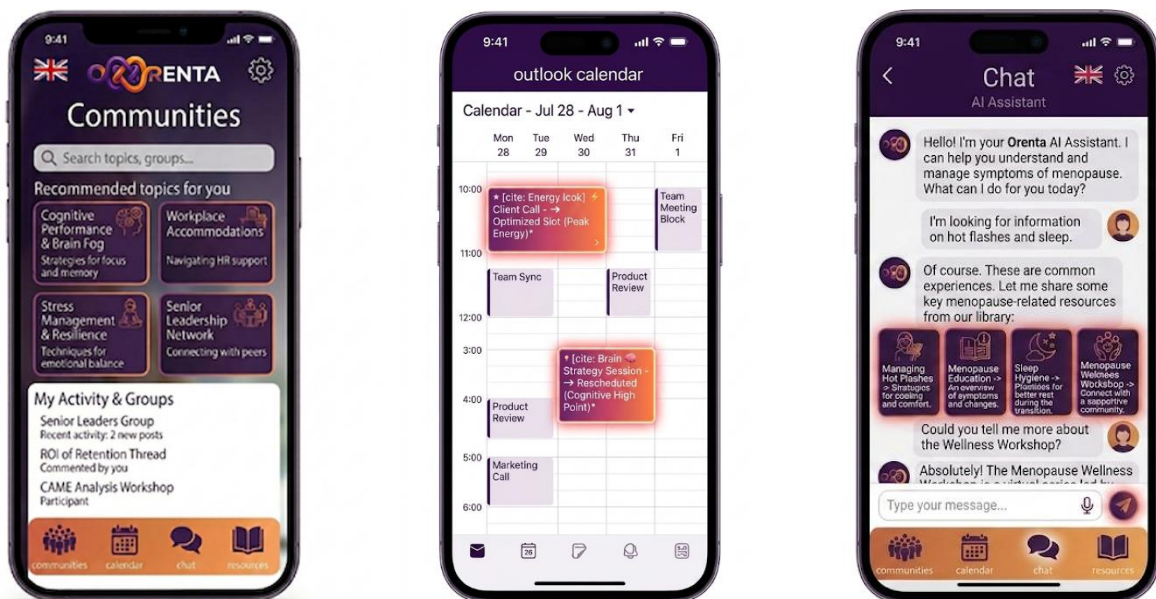 9:41
ORENTA
Communities
Search topics, groups...
Recommended topics for you
Cognitive
Performance
& Brain Fog
Strategies for focus
and memory
Workplace
Accommodations
Navigating HR support
Stress
Management
& Resilience
Techniques for
emotional balance
Senior
Leadership
Network
Connecting with peers
My Activity & Groups
Senior Leaders Group
Recent activity: 2 new posts
ROI of Retention Thread
Commented by you
CAME Analysis Workshop
Participant
communities
calendar
chat
resources
9:41
outlook calendar
Calendar - Jul 28 - Aug 1
Mon Tue Wed Thu Fri
28 29 30 31 1
10:00
* [cite: Energy Icok]
Client Call - →
Optimized Slot (Peak
Energy)*
Team
Meeting
Block
11:00
Team Sync
Product
Review
12:00
3:00
[cite: Brain
Strategy Session -
→ Rescheduled
(Cognitive High
Point)*
4:00
Product
Review
5:00
Marketing
Call
6:00
26
9:41
Chat
AI Assistant
Hello! I'm your Orenta AI Assistant. I
can help you understand and
manage symptoms of menopause.
What can I do for you today?
I'm looking for information
on hot flashes and sleep.
Of course. These are common
experiences. Let me share some
key menopause-related resources
from our library:
Managing
Hot Flashes
-> Strategies
for cooling
and comfort.
Menopause
Education ->
An overview
of symptoms
and changes.
Sleep
Hygiene ->
for
better rest
during the
transition.
Menopause
Workshop ->
Connect with
a supportive
community.
Could you tell me more about
the Wellness Workshop?
Absolutely! The Menopause Wellness
Workshop is a virtual series led by
Type your message...
communities
calendar
chat
resources